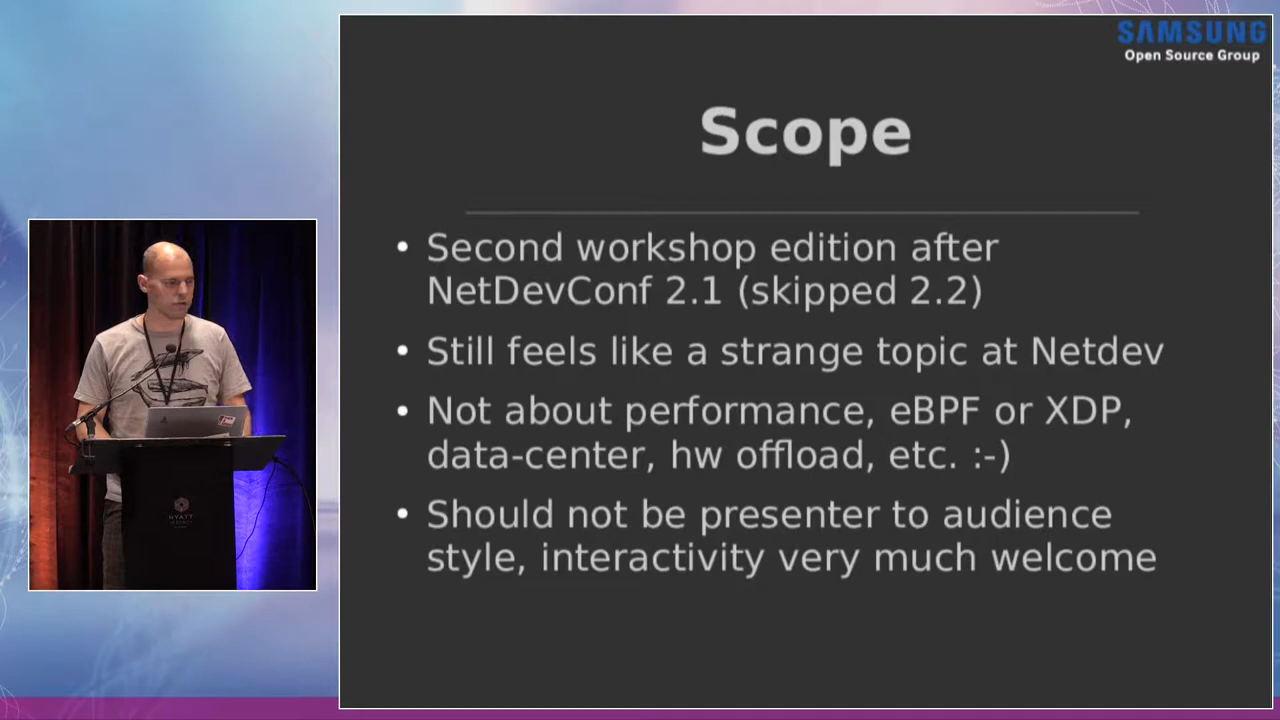 SAMSUNG
Open Source Group
Scope
• Second workshop edition after
NetDevConf 2.1 (skipped 2.2)
• Still feels like a strange topic at Netdev
• Not about performance, eBPF or XDP,
data-center, hw offload, etc. :-)
• Should not be presenter to audience
style, interactivity very much welcome
HYATT